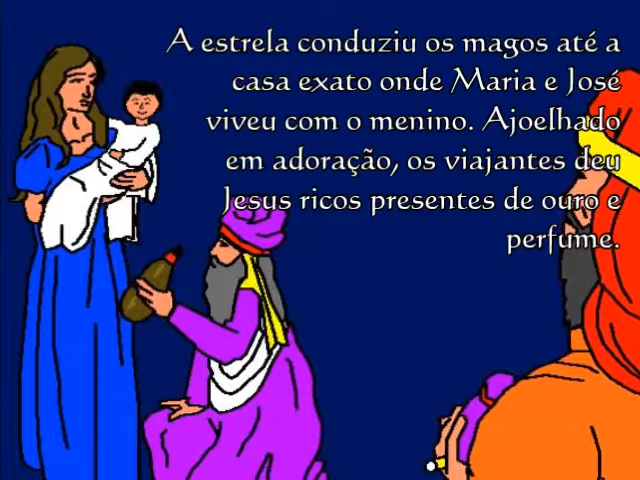 A estrela conduziu os magos até a
casa exato onde Maria e José
viveu com o menino. Ajoelhado
em adoração, os viajantes deu
Jesus ricos presentes de ouro e
perfume.